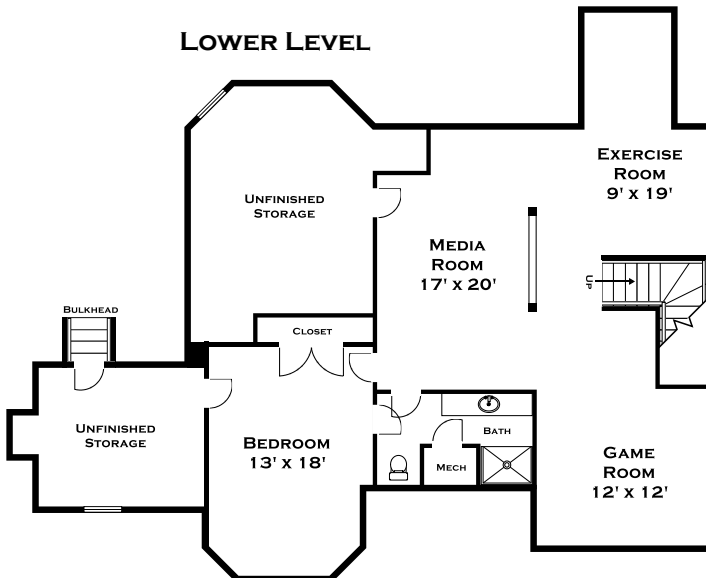 LOWER LEVEL
EXERCISE
ROOM
9' x 19'
UNFINISHED
STORAGE
MEDIA
ROOM
17' x 20'
UP
BULKHEAD
CLOSET
UNFINISHED
STORAGE
BEDROOM
13' x 18'
BATH
MECH
GAME
ROOM
12' x 12'